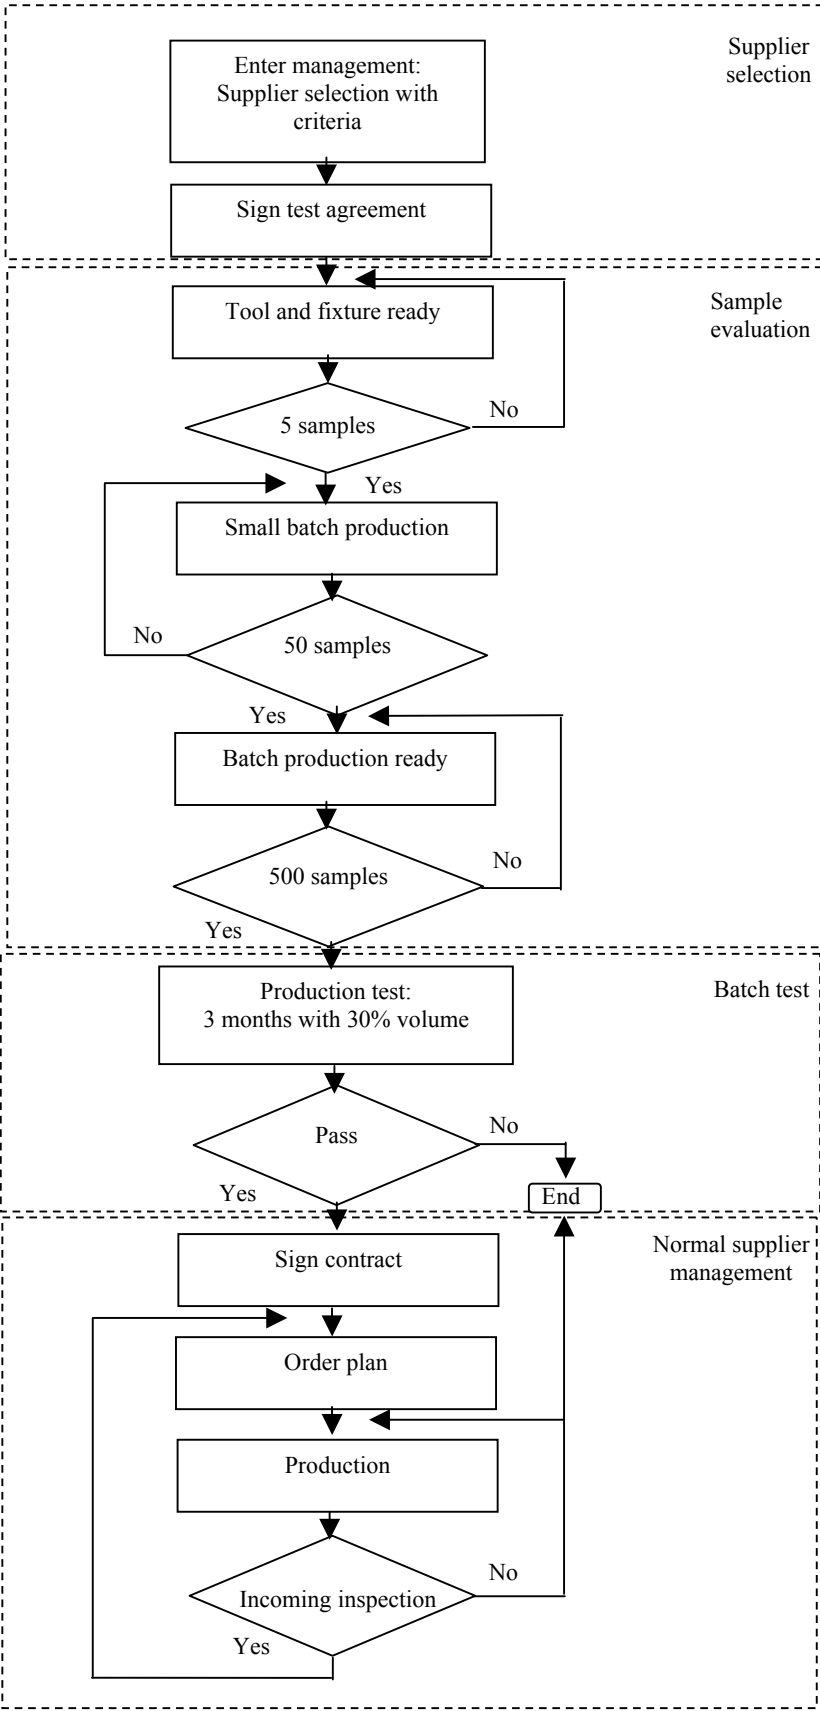 Supplier
selection
Enter management:
Supplier selection with
criteria
Sign test agreement
Sample
evaluation
Tool and fixture ready
5 samples
No
Yes
Small batch production
No
50 samples
Yes
Batch production ready
500 samples
No
Yes
Production test:
3 months with 30% volume
Batch test
Pass
No
Yes
End
Normal supplier
management
Sign contract
Order plan
Production
Incoming inspection
No
Yes